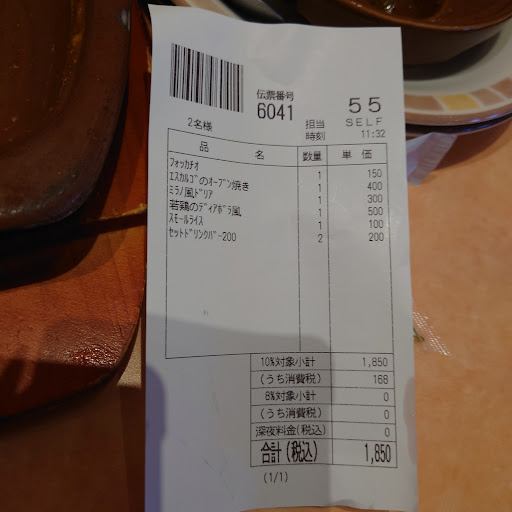 伝票番号
6041
55
2名様
担当
SELF
時刻
11:32
品 名 数量 単価
フォッカチオ 1 150
エスカルゴのオーブン焼き 1 400
ミラノ風ドリア 1 300
若鶏のディアボラ風 1 500
スモールライス 1 100
セットドリンクバー200 2 200
10%対象小計 1,850
(うち消費税) 168
8%対象小計 0
(うち消費税) 0
深夜料金(税込) 0
合計(税込) 1,850
(1/1)